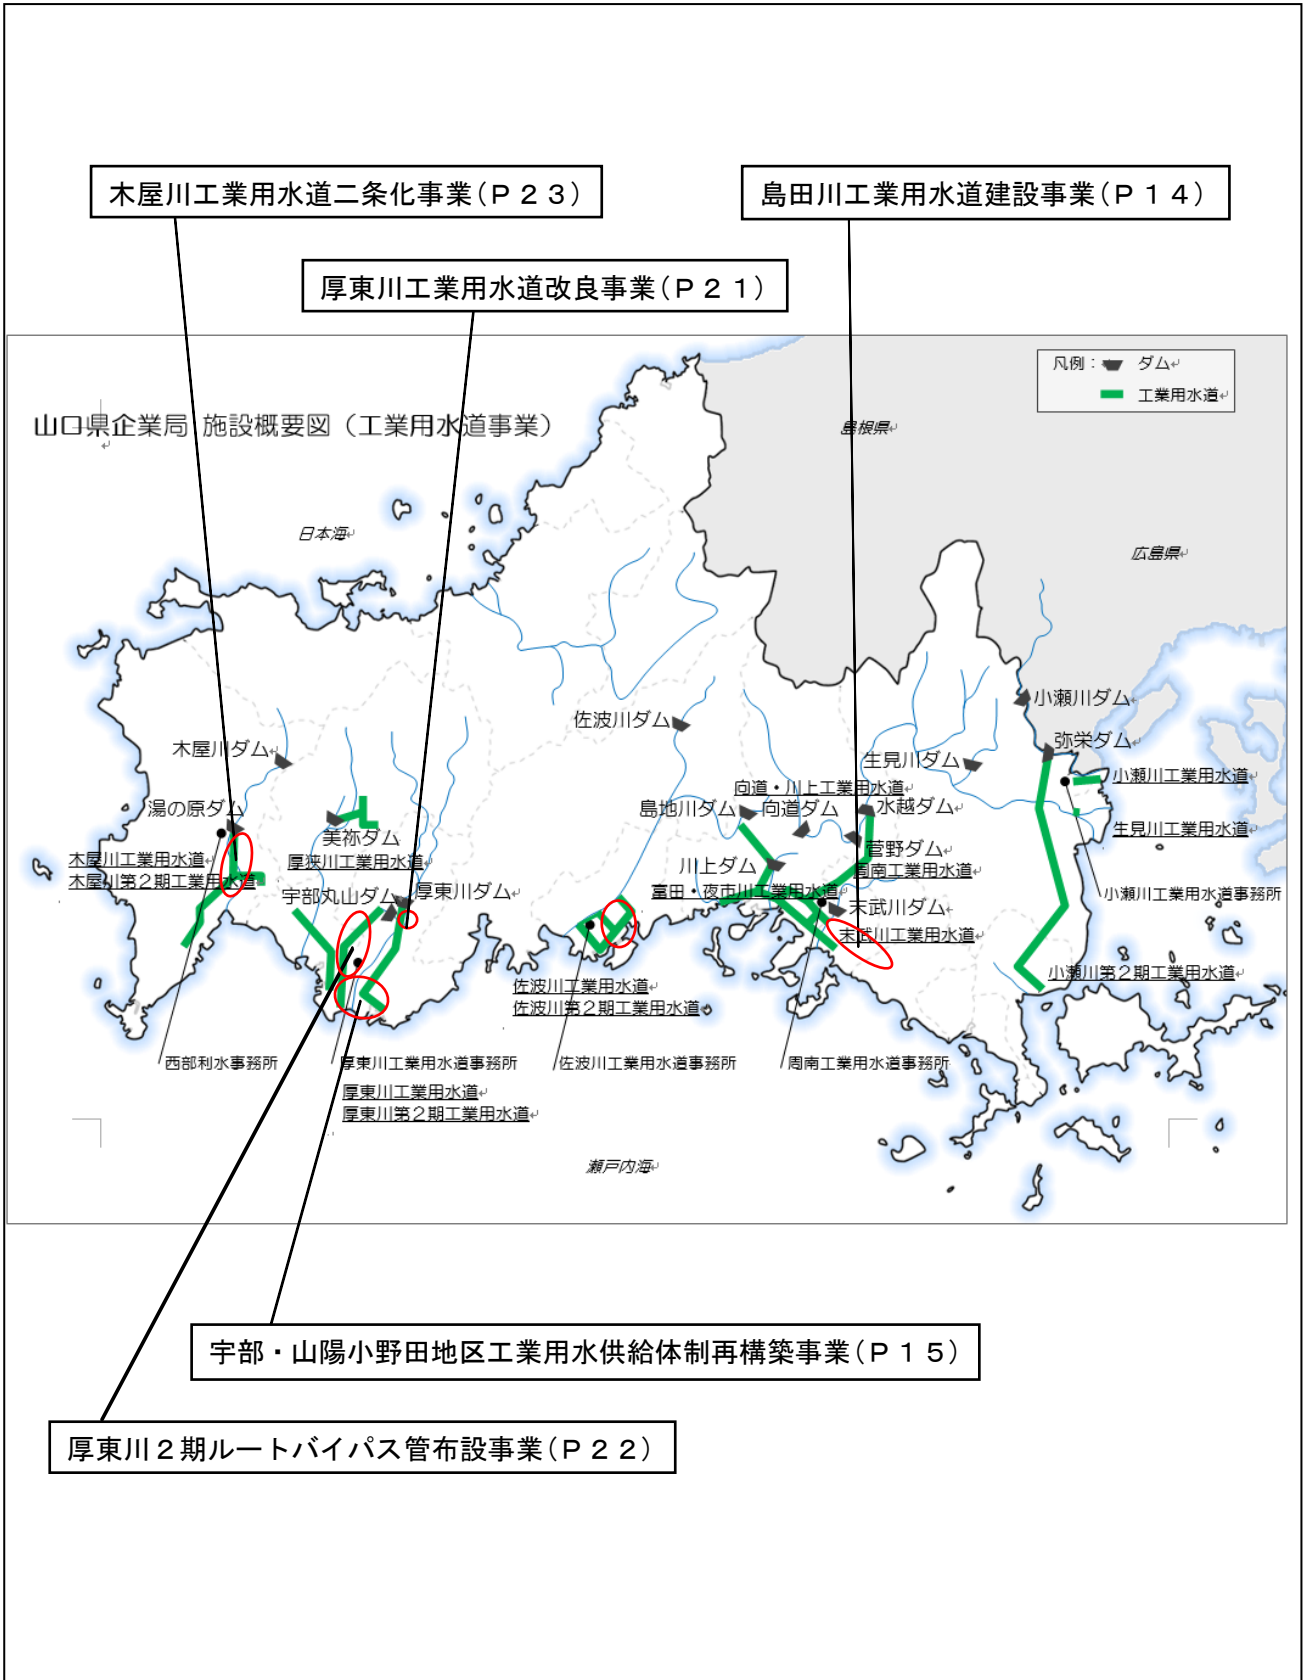 木屋川工業用水道二条化事業(P23)
島田川工業用水道建設事業(P14)
厚東川工業用水道改良事業(P21)
凡例：ダム
工業用水道
山口県企業局 施設概要図（工業用水道事業）
島根県
日本海
広島県
小瀬川ダム
佐波川ダム
弥栄ダム
木屋川ダム
生見川ダム
小瀬川工業用水道
向道・川上工業用水道
湯の原ダム
島地川ダム
向道ダム
水越ダム
生見川工業用水道
美祢ダム
菅野ダム
木屋川工業用水道
厚狭川工業用水道
川上ダム
周南工業用水道
木屋川第２期工業用水道
宇部丸山ダム
厚東川ダム
富田・夜市川工業用水道
小瀬川工業用水道事務所
末武川ダム
末武川工業用水道
小瀬川第２期工業用水道
佐波川工業用水道
佐波川第２期工業用水道
西部利水事務所
厚東川工業用水道事務所
佐波川工業用水道事務所
周南工業用水道事務所
厚東川工業用水道
厚東川第２期工業用水道
瀬戸内海
宇部・山陽小野田地区工業用水供給体制再構築事業(P15)
厚東川２期ルートバイパス管布設事業(P22)